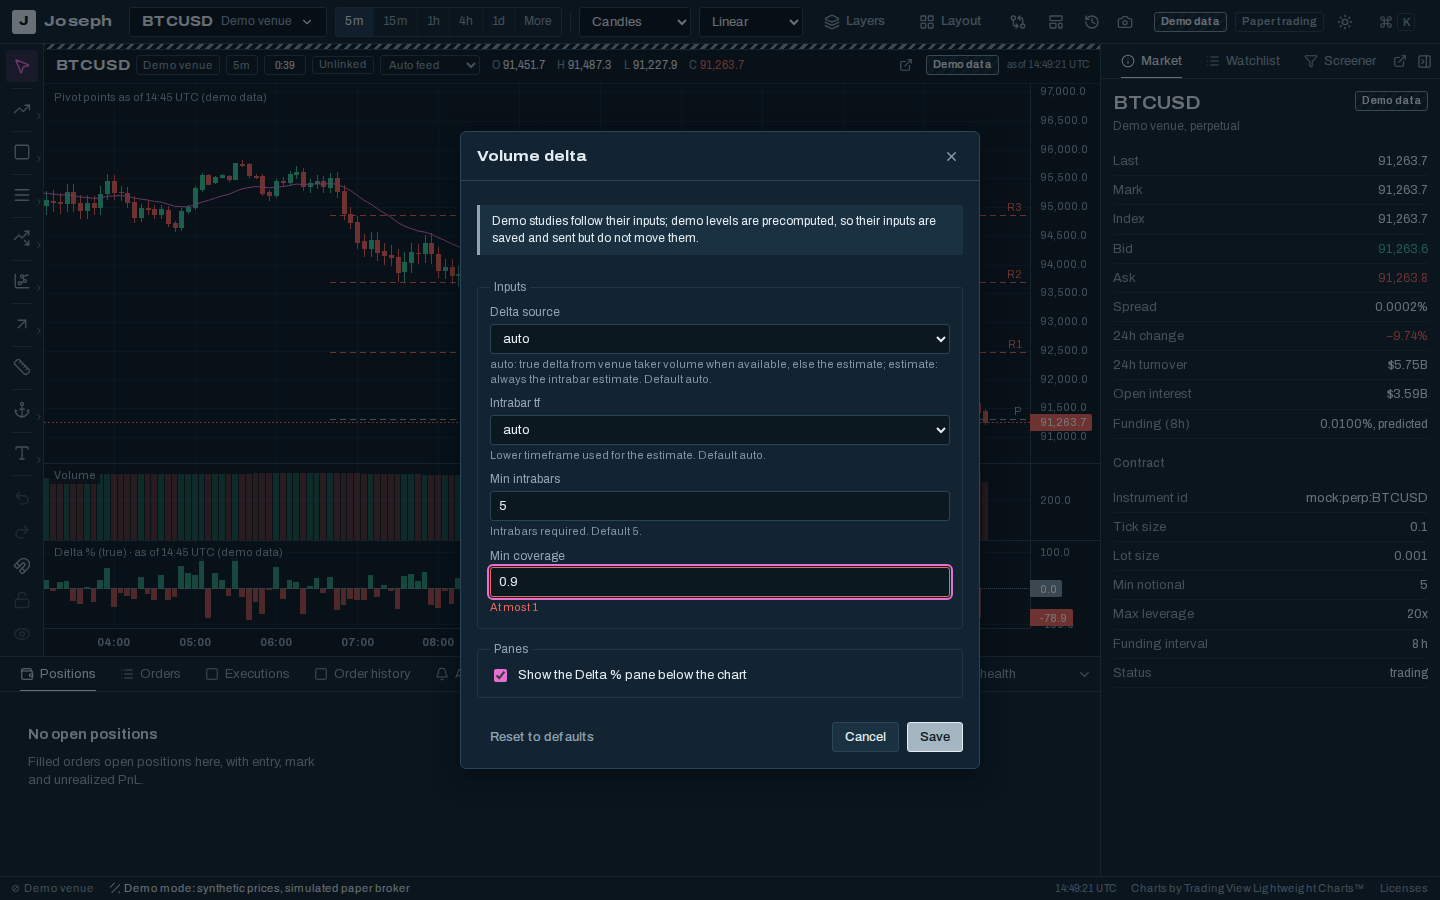 J Joseph BTCUSD Demo venue 5m 15m 1h 4h 1d More Candles Linear Layers Layout Demo data Paper trading ⌘ K
BTCUSD Demo venue 5m 0:39 Unlinked Auto feed O 91,451.7 H 91,487.3 L 91,227.9 C 91,263.7 Demo data as of 14:49:21 UTC
Pivot points as of 14:45 UTC (demo data)
97,000.0
96,500.0
96,000.0
95,500.0
R3 95,000.0
94,500.0
R2 94,000.0
93,500.0
93,000.0
R1 92,500.0
92,000.0
P 91,500.0
91,263.7
91,000.0
Volume
200.0
Delta % (true) · as of 14:45 UTC (demo data)
100.0
0.0
-78.9
04:00 05:00 06:00 07:00 08:00
Volume delta
Demo studies follow their inputs; demo levels are precomputed, so their inputs are
saved and sent but do not move them.
Inputs
Delta source
auto
auto: true delta from venue taker volume when available, else the estimate; estimate:
always the intrabar estimate. Default auto.
Intrabar tf
auto
Lower timeframe used for the estimate. Default auto.
Min intrabars
5
Intrabars required. Default 5.
Min coverage
0.9
At most 1
Panes
Show the Delta % pane below the chart
Reset to defaults Cancel Save
Market Watchlist Screener
BTCUSD Demo data
Demo venue, perpetual
Last 91,263.7
Mark 91,263.7
Index 91,263.7
Bid 91,263.6
Ask 91,263.8
Spread 0.0002%
24h change −9.74%
24h turnover $5.75B
Open interest $3.59B
Funding (8h) 0.0100%, predicted
Contract
Instrument id mock:perp:BTCUSD
Tick size 0.1
Lot size 0.001
Min notional 5
Max leverage 20x
Funding interval 8 h
Status trading
Positions Orders Executions Order history health
No open positions
Filled orders open positions here, with entry, mark
and unrealized PnL.
Demo venue Demo mode: synthetic prices, simulated paper broker 14:49:21 UTC Charts by TradingView Lightweight Charts™ Licenses